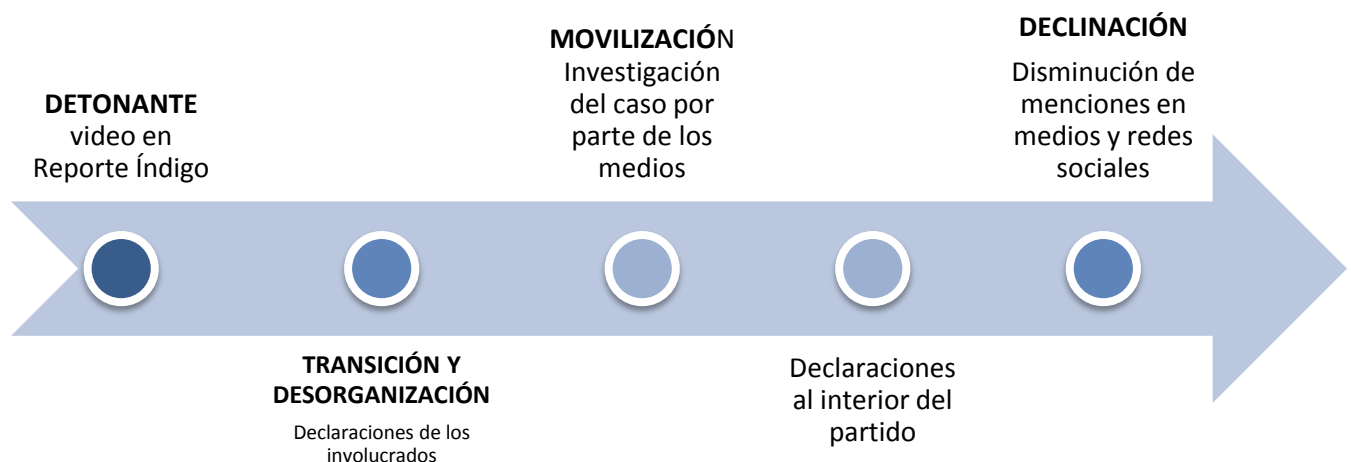 DETONANTE
video en
Reporte Índigo
TRANSICIÓN Y
DESORGANIZACIÓN
Declaraciones de los
involucrados
MOVILIZACIÓN
Investigación
del caso por
parte de los
medios
Declaraciones
al interior del
partido
DECLINACIÓN
Disminución de
menciones en
medios y redes
sociales